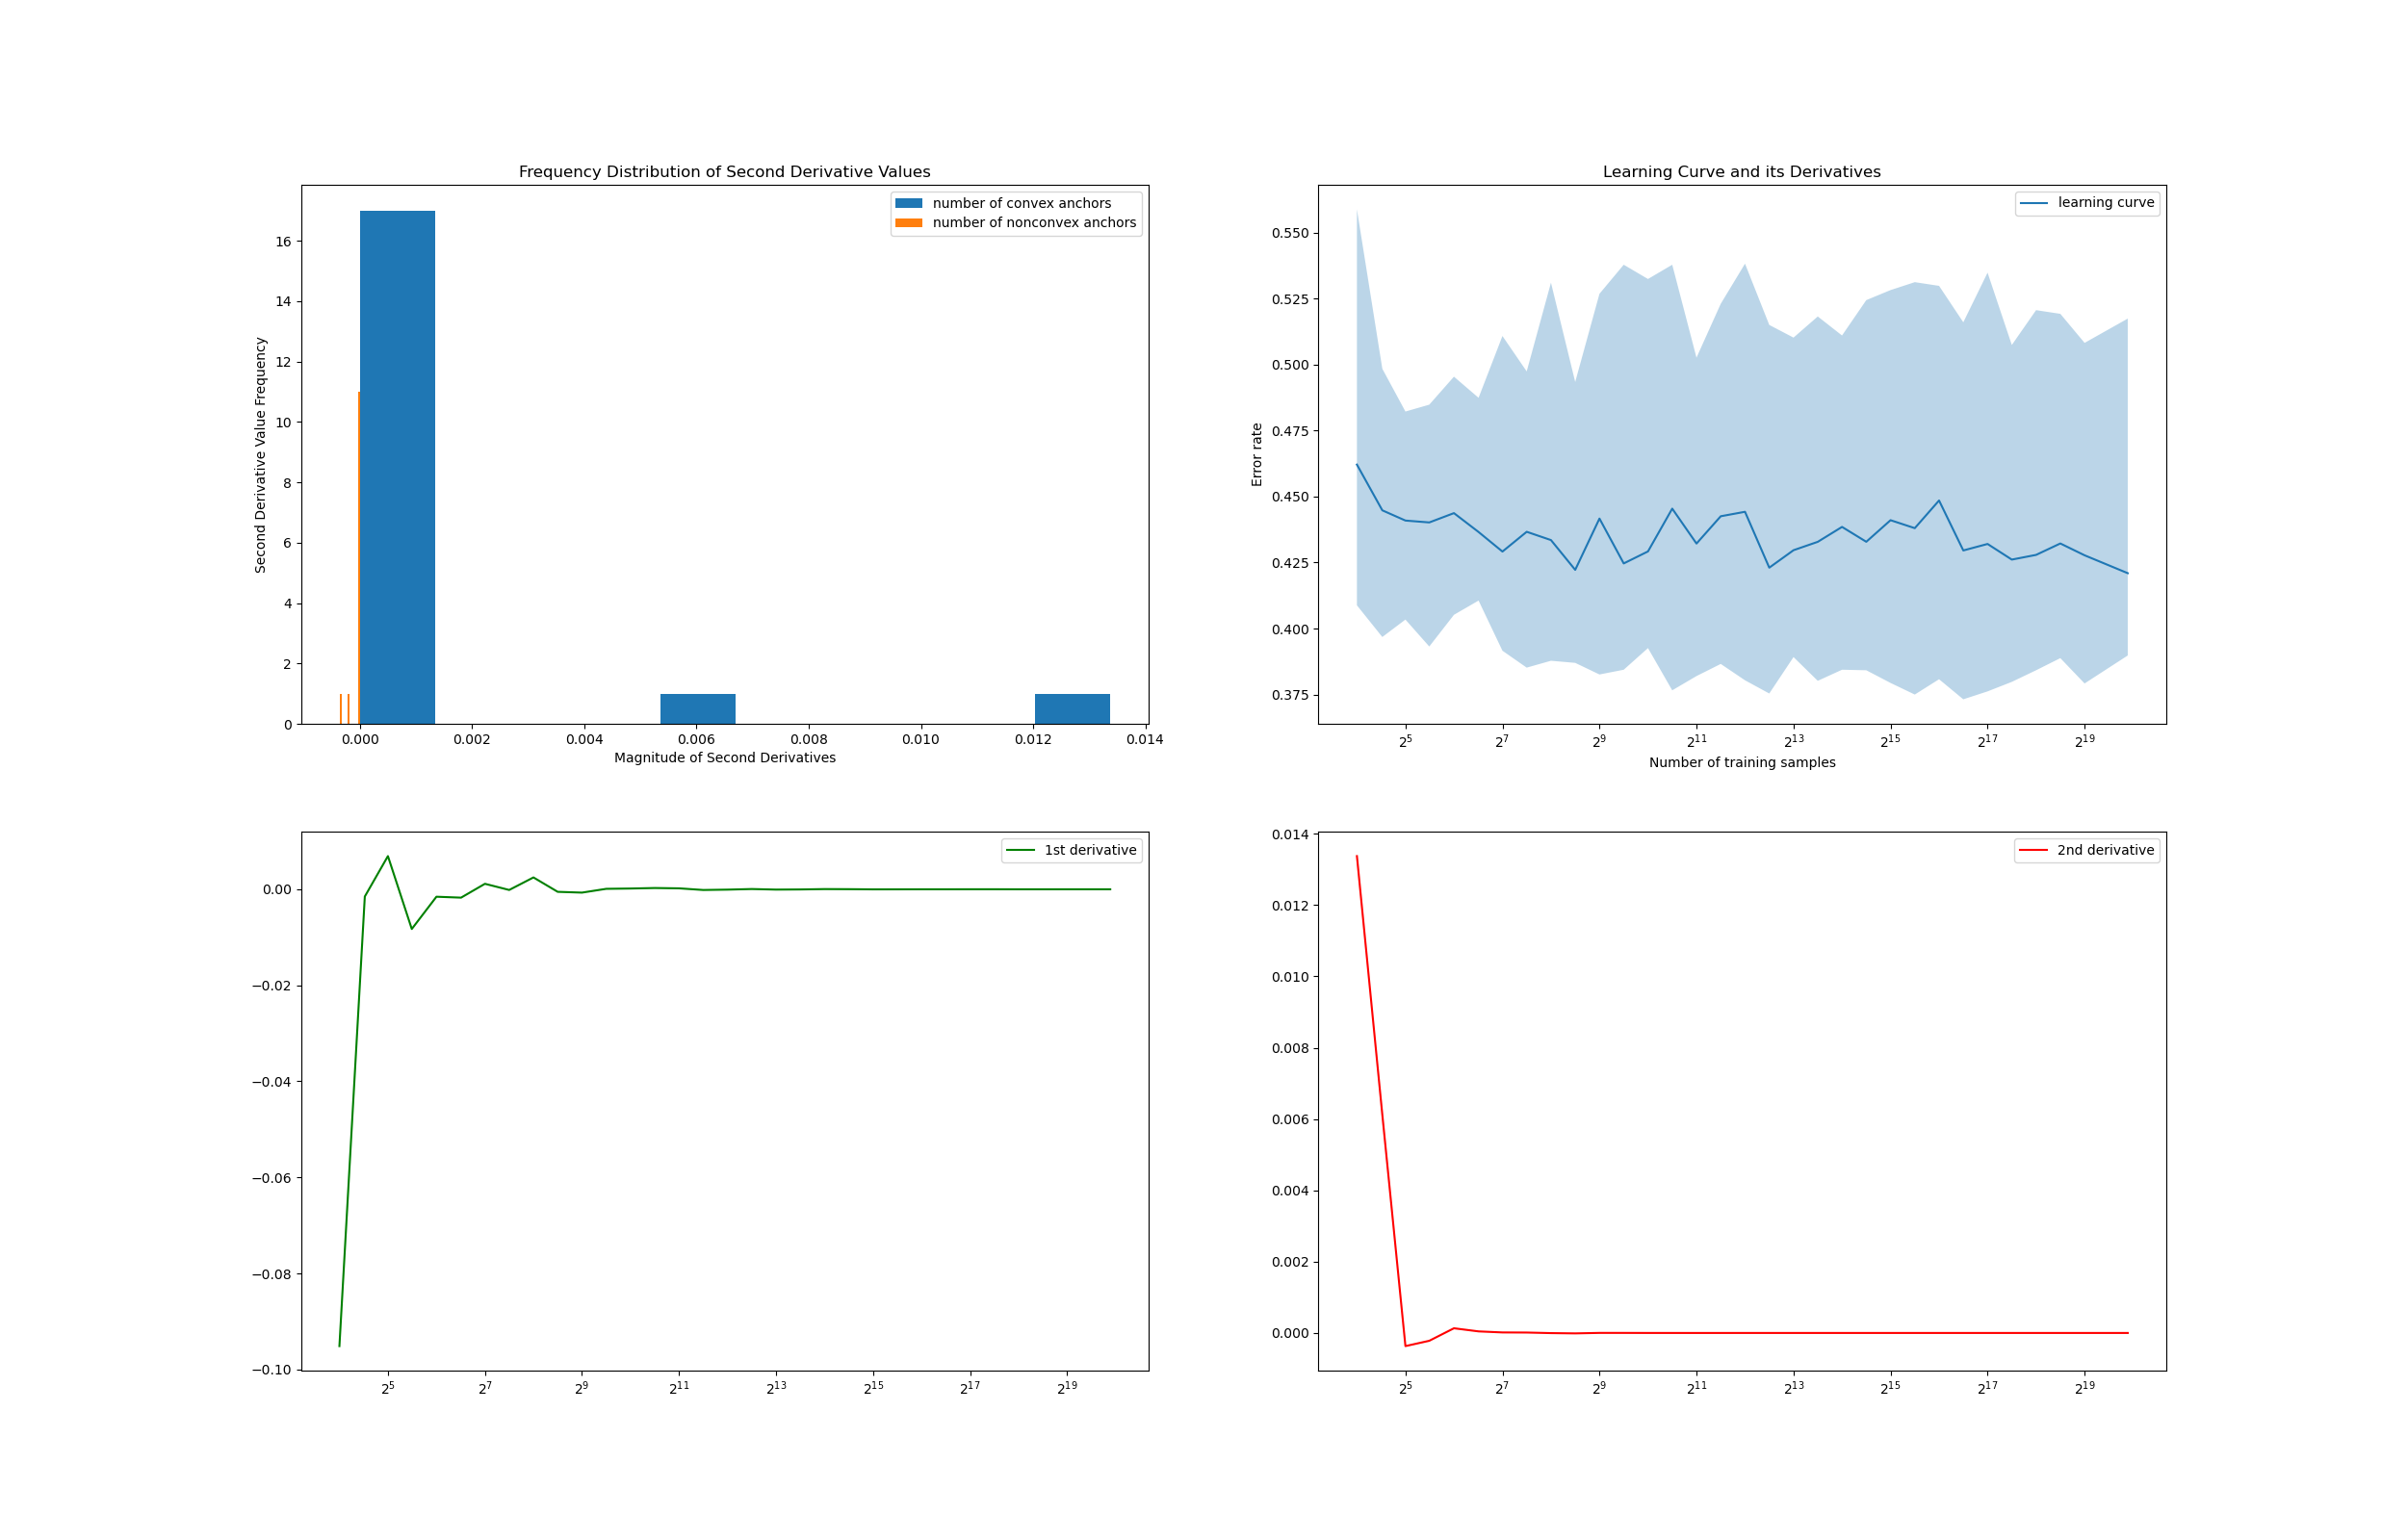 Frequency Distribution of Second Derivative Values
number of convex anchors
number of nonconvex anchors
Second Derivative Value Frequency
16
14
12
10
8
6
4
2
0
0.000 0.002 0.004 0.006 0.008 0.010 0.012 0.014
Magnitude of Second Derivatives
Learning Curve and its Derivatives
learning curve
Error rate
0.550
0.525
0.500
0.475
0.450
0.425
0.400
0.375
2^5 2^7 2^9 2^11 2^13 2^15 2^17 2^19
Number of training samples
1st derivative
0.00
−0.02
−0.04
−0.06
−0.08
−0.10
2^5 2^7 2^9 2^11 2^13 2^15 2^17 2^19
2nd derivative
0.014
0.012
0.010
0.008
0.006
0.004
0.002
0.000
2^5 2^7 2^9 2^11 2^13 2^15 2^17 2^19